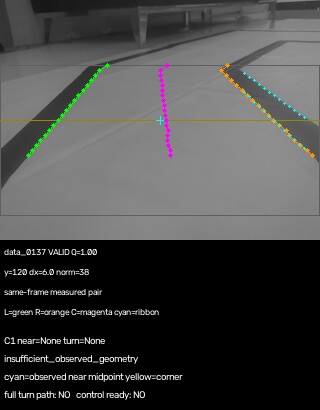 data_0137 VALID Q=1.00
y=120 dx=6.0 norm=38
same-frame measured pair
L=green R=orange C=magenta cyan=ribbon
C1 near=None turn=None
insufficient_observed_geometry
cyan=observed near midpoint yellow=corner
full turn path: NO control ready: NO